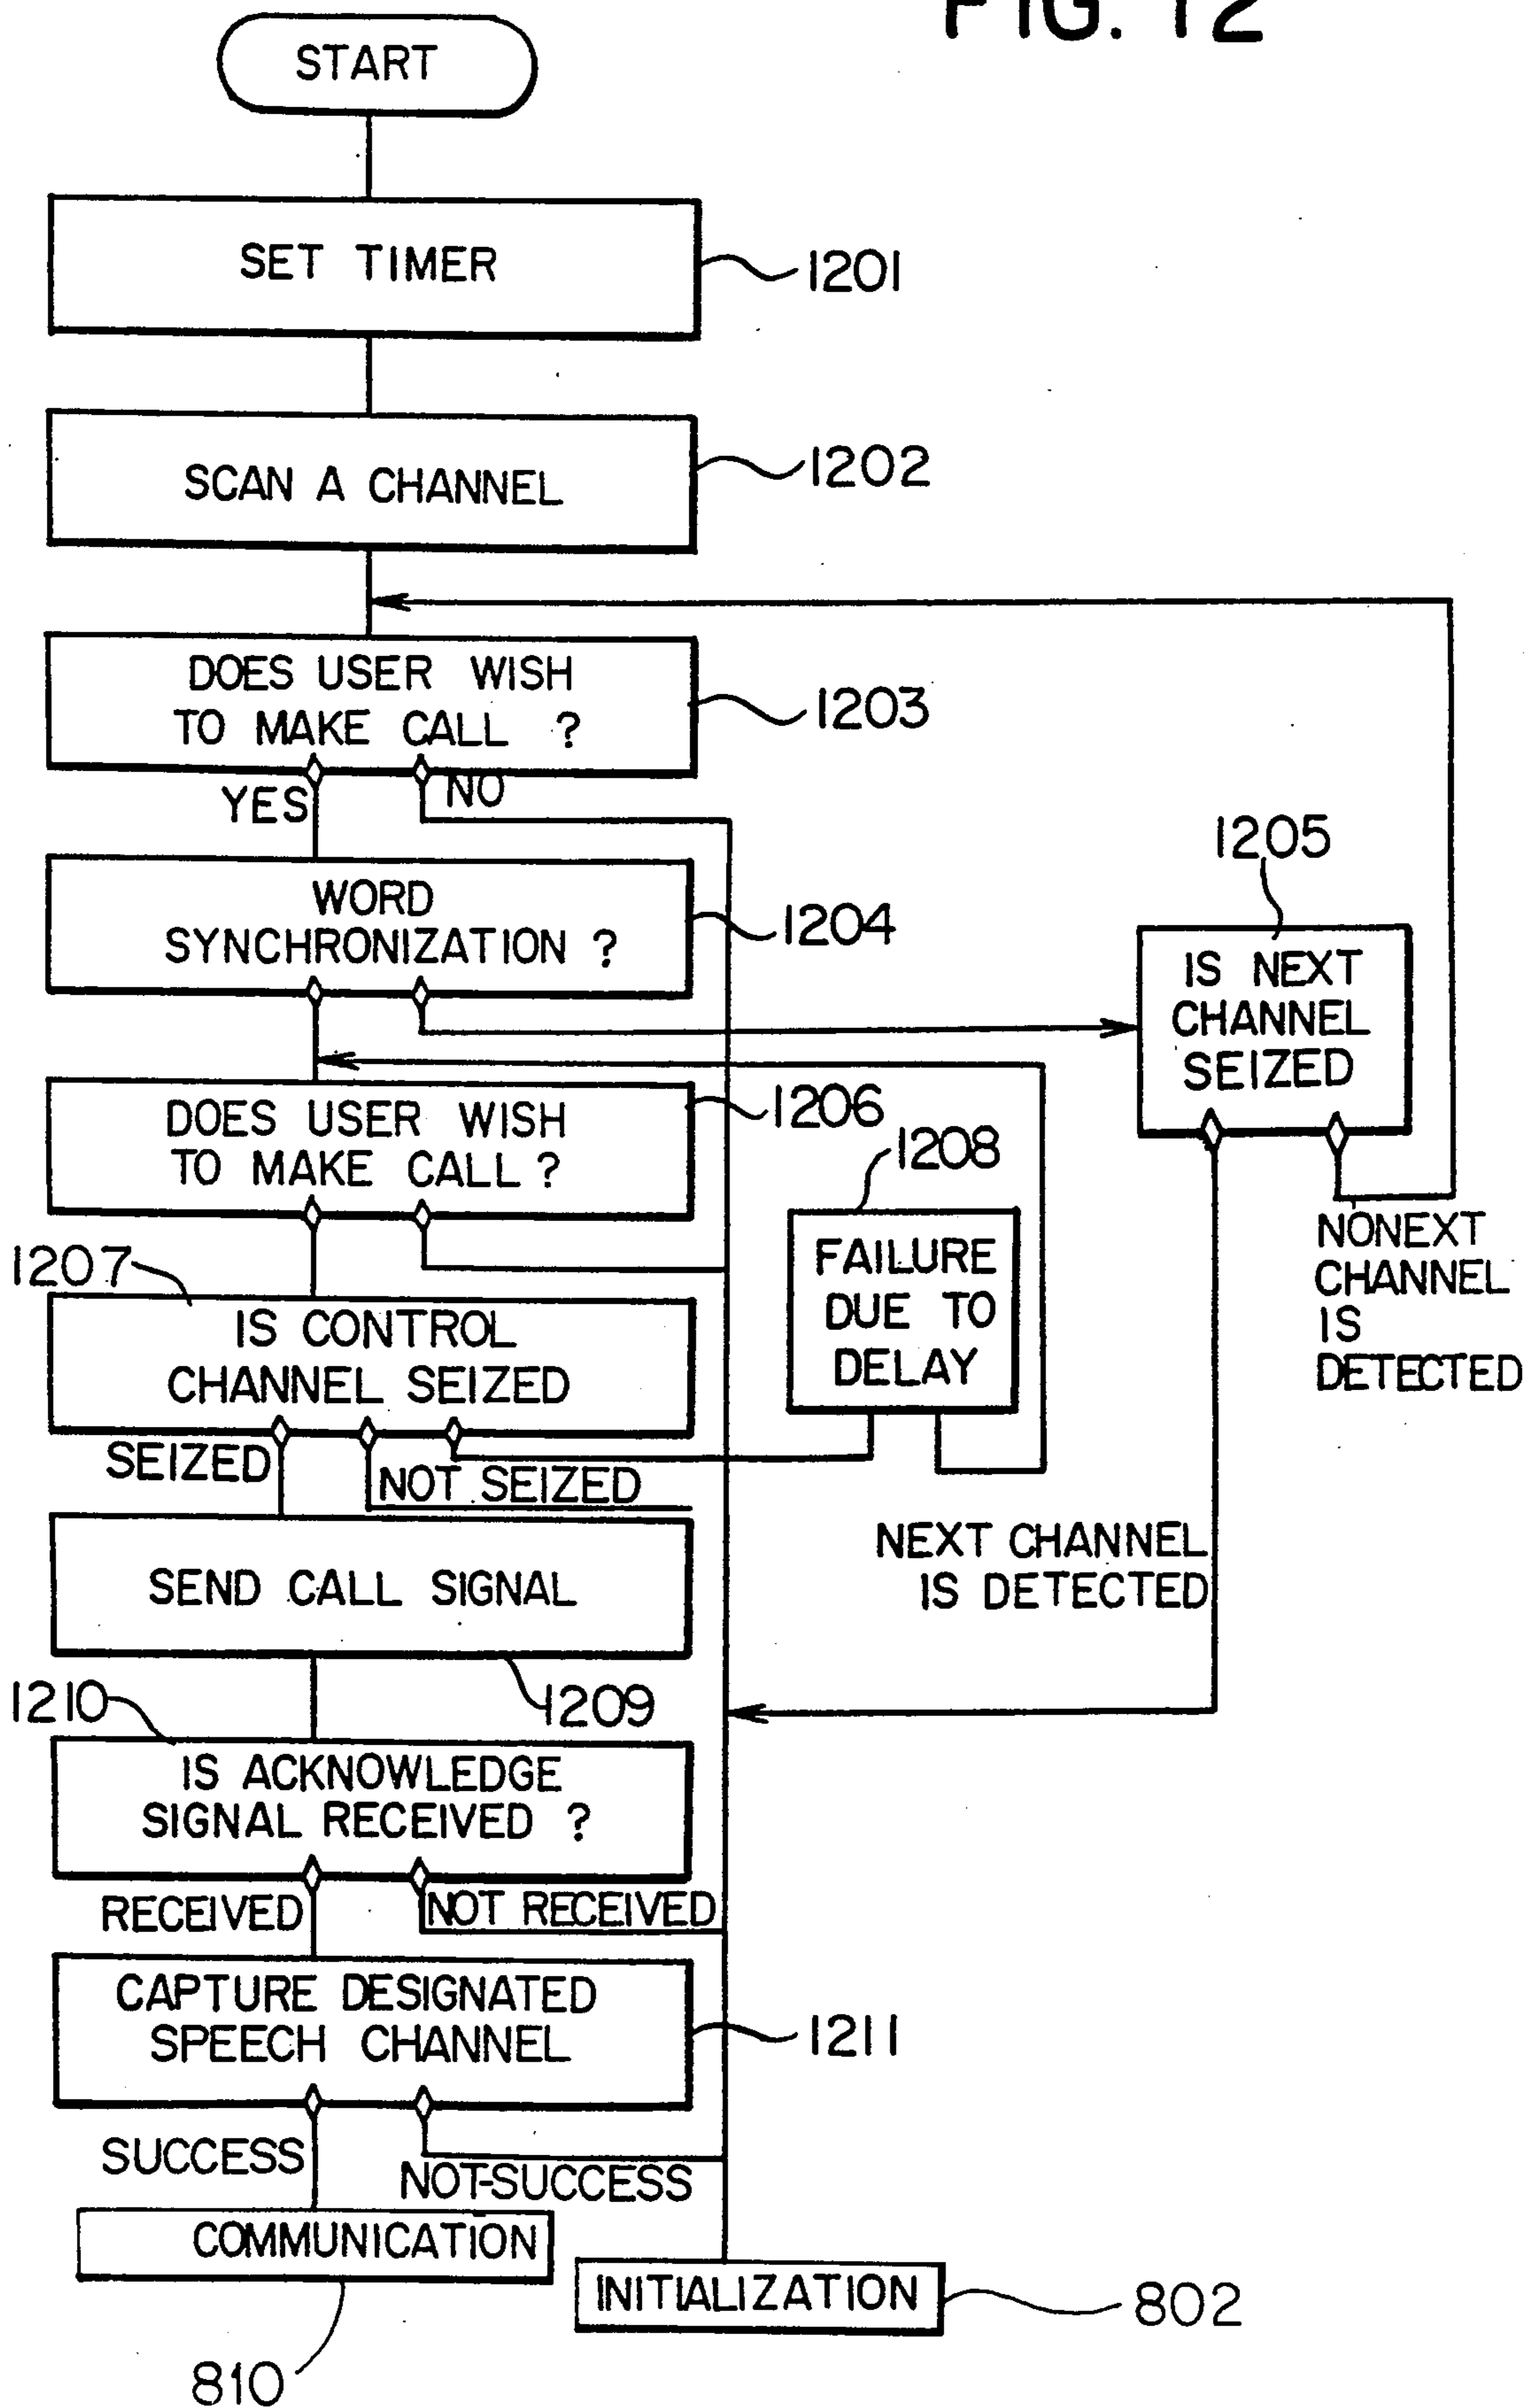 FIG. 12
START
SET TIMER
1201
SCAN A CHANNEL
1202
DOES USER WISH
TO MAKE CALL ?
1203
YES
NO
WORD
SYNCHRONIZATION ?
1204
1205
IS NEXT
CHANNEL
SEIZED
DOES USER WISH
TO MAKE CALL ?
1206
1208
FAILURE
DUE TO
DELAY
NONEXT
CHANNEL
IS
DETECTED
1207
IS CONTROL
CHANNEL SEIZED
SEIZED
NOT SEIZED
NEXT CHANNEL
IS DETECTED
SEND CALL SIGNAL
1209
1210
IS ACKNOWLEDGE
SIGNAL RECEIVED ?
RECEIVED
NOT RECEIVED
CAPTURE DESIGNATED
SPEECH CHANNEL
1211
SUCCESS
NOT-SUCCESS
COMMUNICATION
INITIALIZATION
802
810